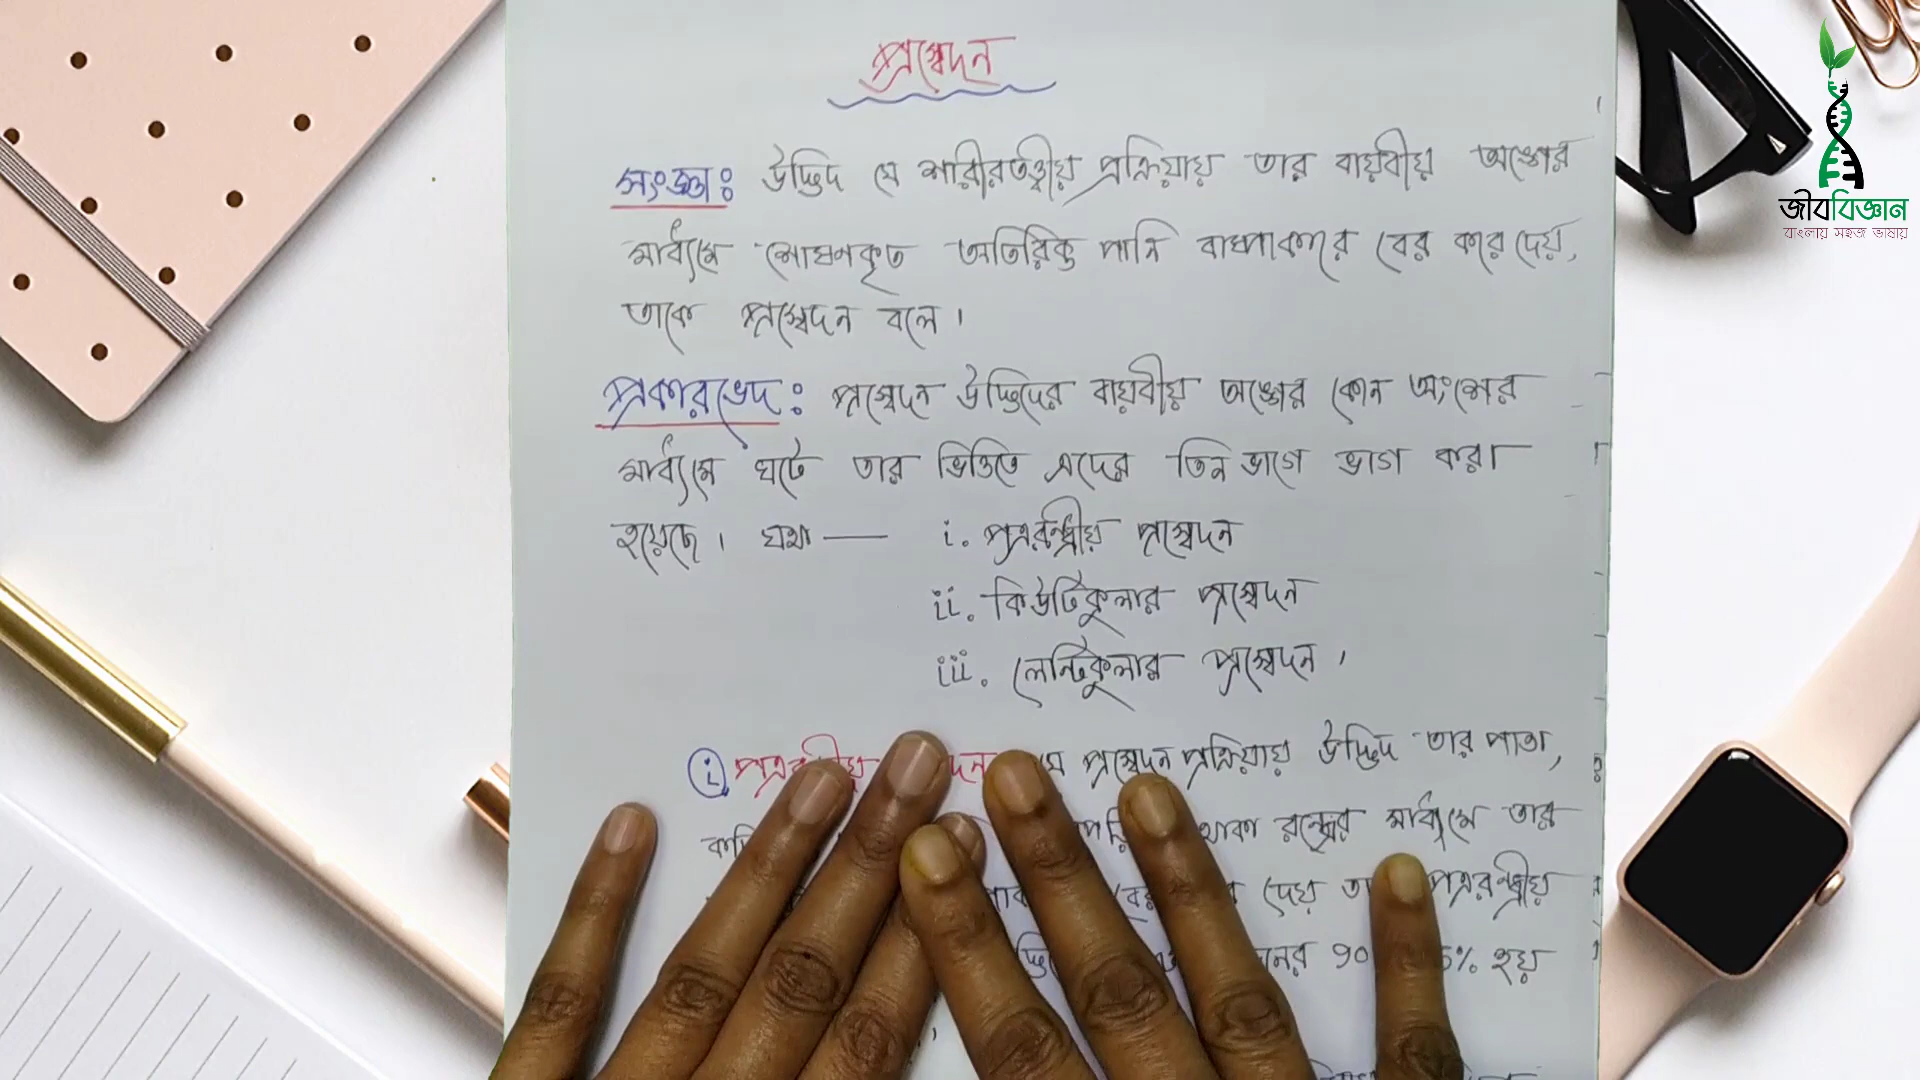 প্রস্বেদন
সংজ্ঞা: উদ্ভিদ যে শারীরতত্ত্বীয় প্রক্রিয়ায় তার বায়বীয় অঙ্গের
মাধ্যমে শোষণকৃত অতিরিক্ত পানি বাষ্পাকারে বের করে দেয়,
তাকে প্রস্বেদন বলে।
প্রকারভেদ: প্রস্বেদন উদ্ভিদের বায়বীয় অঙ্গের কোন অংশের
মাধ্যমে ঘটে তার ভিত্তিতে এদের তিন ভাগে ভাগ করা
হয়েছে। যথা — i. পত্ররন্ধ্রীয় প্রস্বেদন
ii. কিউটিকুলার প্রস্বেদন
iii. লেন্টিকুলার প্রস্বেদন।
i যে প্রস্বেদন প্রক্রিয়ায় উদ্ভিদ তার পাতা,
থাকা রন্ধ্রের মাধ্যমে তার
দেয় পত্ররন্ধ্রীয়
90 5% হয়
জীববিজ্ঞান
বাংলায় সহজ ভাষায়